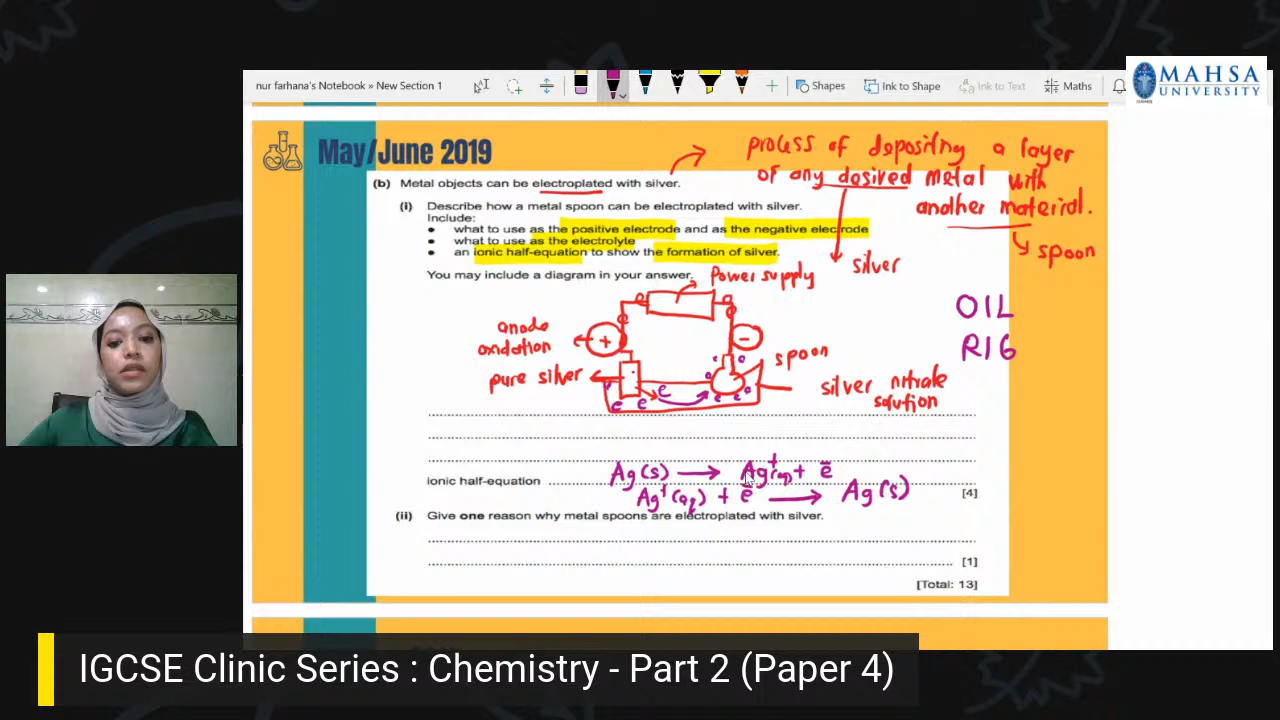 nur farhana's Notebook » New Section 1
Shapes
Ink to Shape
Ink to Text
Maths
MAHSA
UNIVERSITY
May/June 2019
process of depositing a layer
of any desired metal with
another material.
spoon
silver
(b) Metal objects can be electroplated with silver.
(i) Describe how a metal spoon can be electroplated with silver.
Include:
• what to use as the positive electrode and as the negative electrode
• what to use as the electrolyte
• an ionic half-equation to show the formation of silver.
You may include a diagram in your answer.
Power supply
OIL
RIG
anode
oxidation
+
-
spoon
pure silver
silver nitrate
solution
e e e
Ag(s) → Ag+(aq) + e̅
ionic half-equation
Ag+(aq) + e̅ → Ag(s)
[4]
(ii) Give one reason why metal spoons are electroplated with silver.
[1]
[Total: 13]
IGCSE Clinic Series : Chemistry - Part 2 (Paper 4)